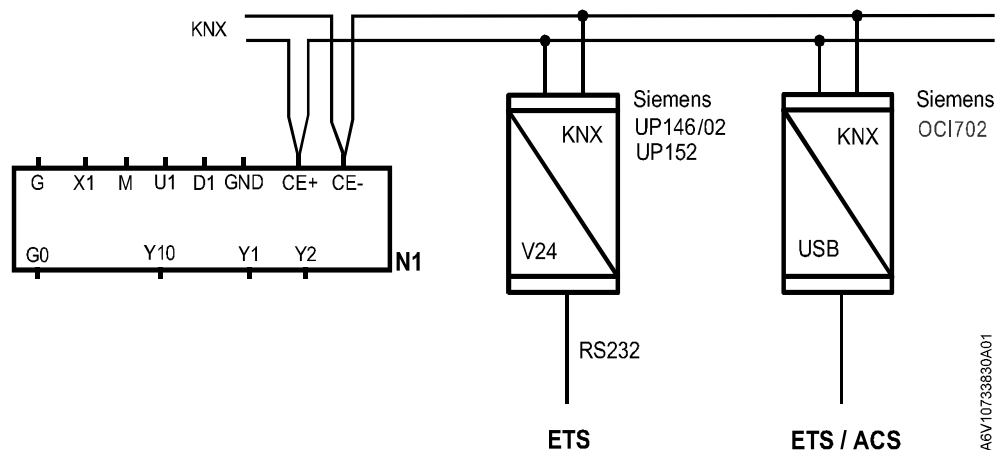 KNX
Siemens
UP146/02
UP152
KNX
V24
Siemens
OCI702
KNX
USB
G X1 M U1 D1 GND CE+ CE-
G0 Y10 Y1 Y2
N1
RS232
ETS
ETS / ACS
A6V10733830A01